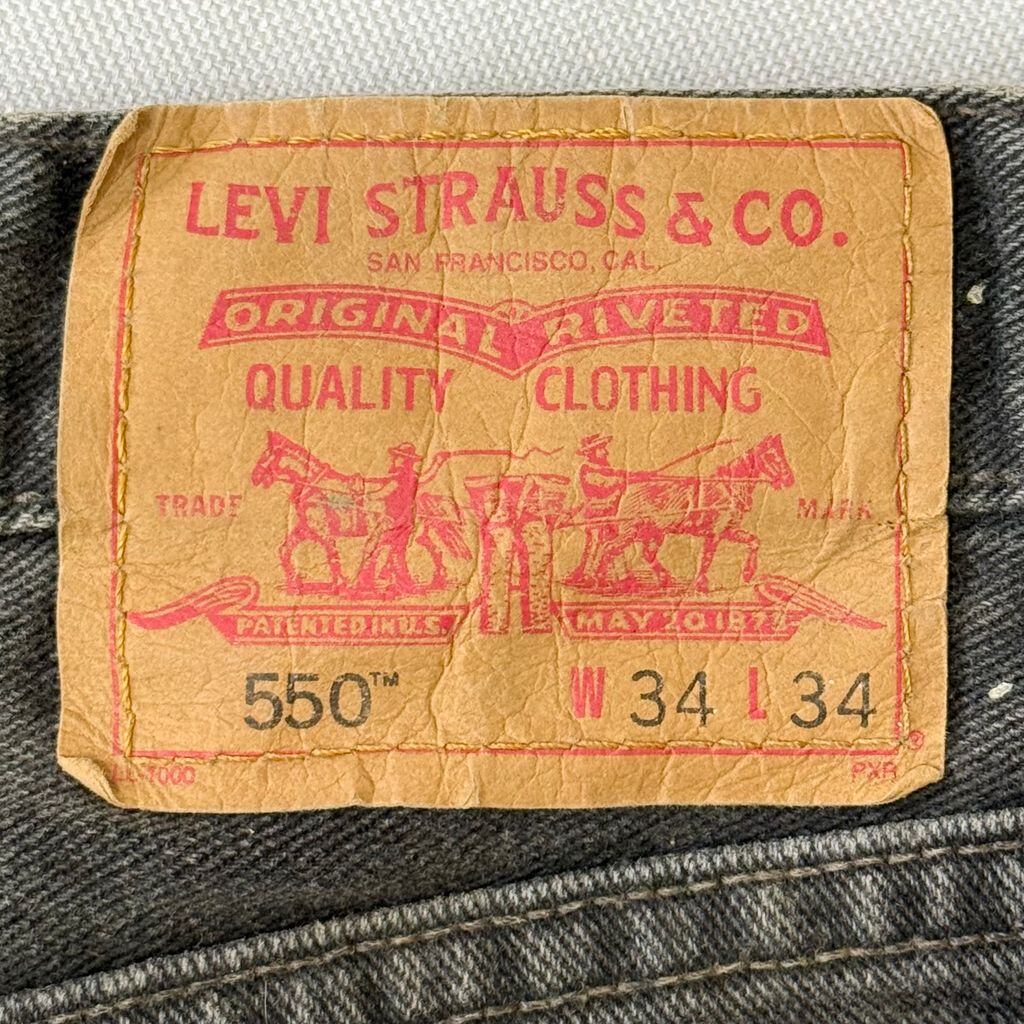 LEVI STRAUSS & CO.
SAN FRANCISCO, CAL.
ORIGINAL RIVETED
QUALITY CLOTHING
TRADE MARK
PATENTED IN U.S. MAY 20 1873
550™ W 34 L 34
®
PXR